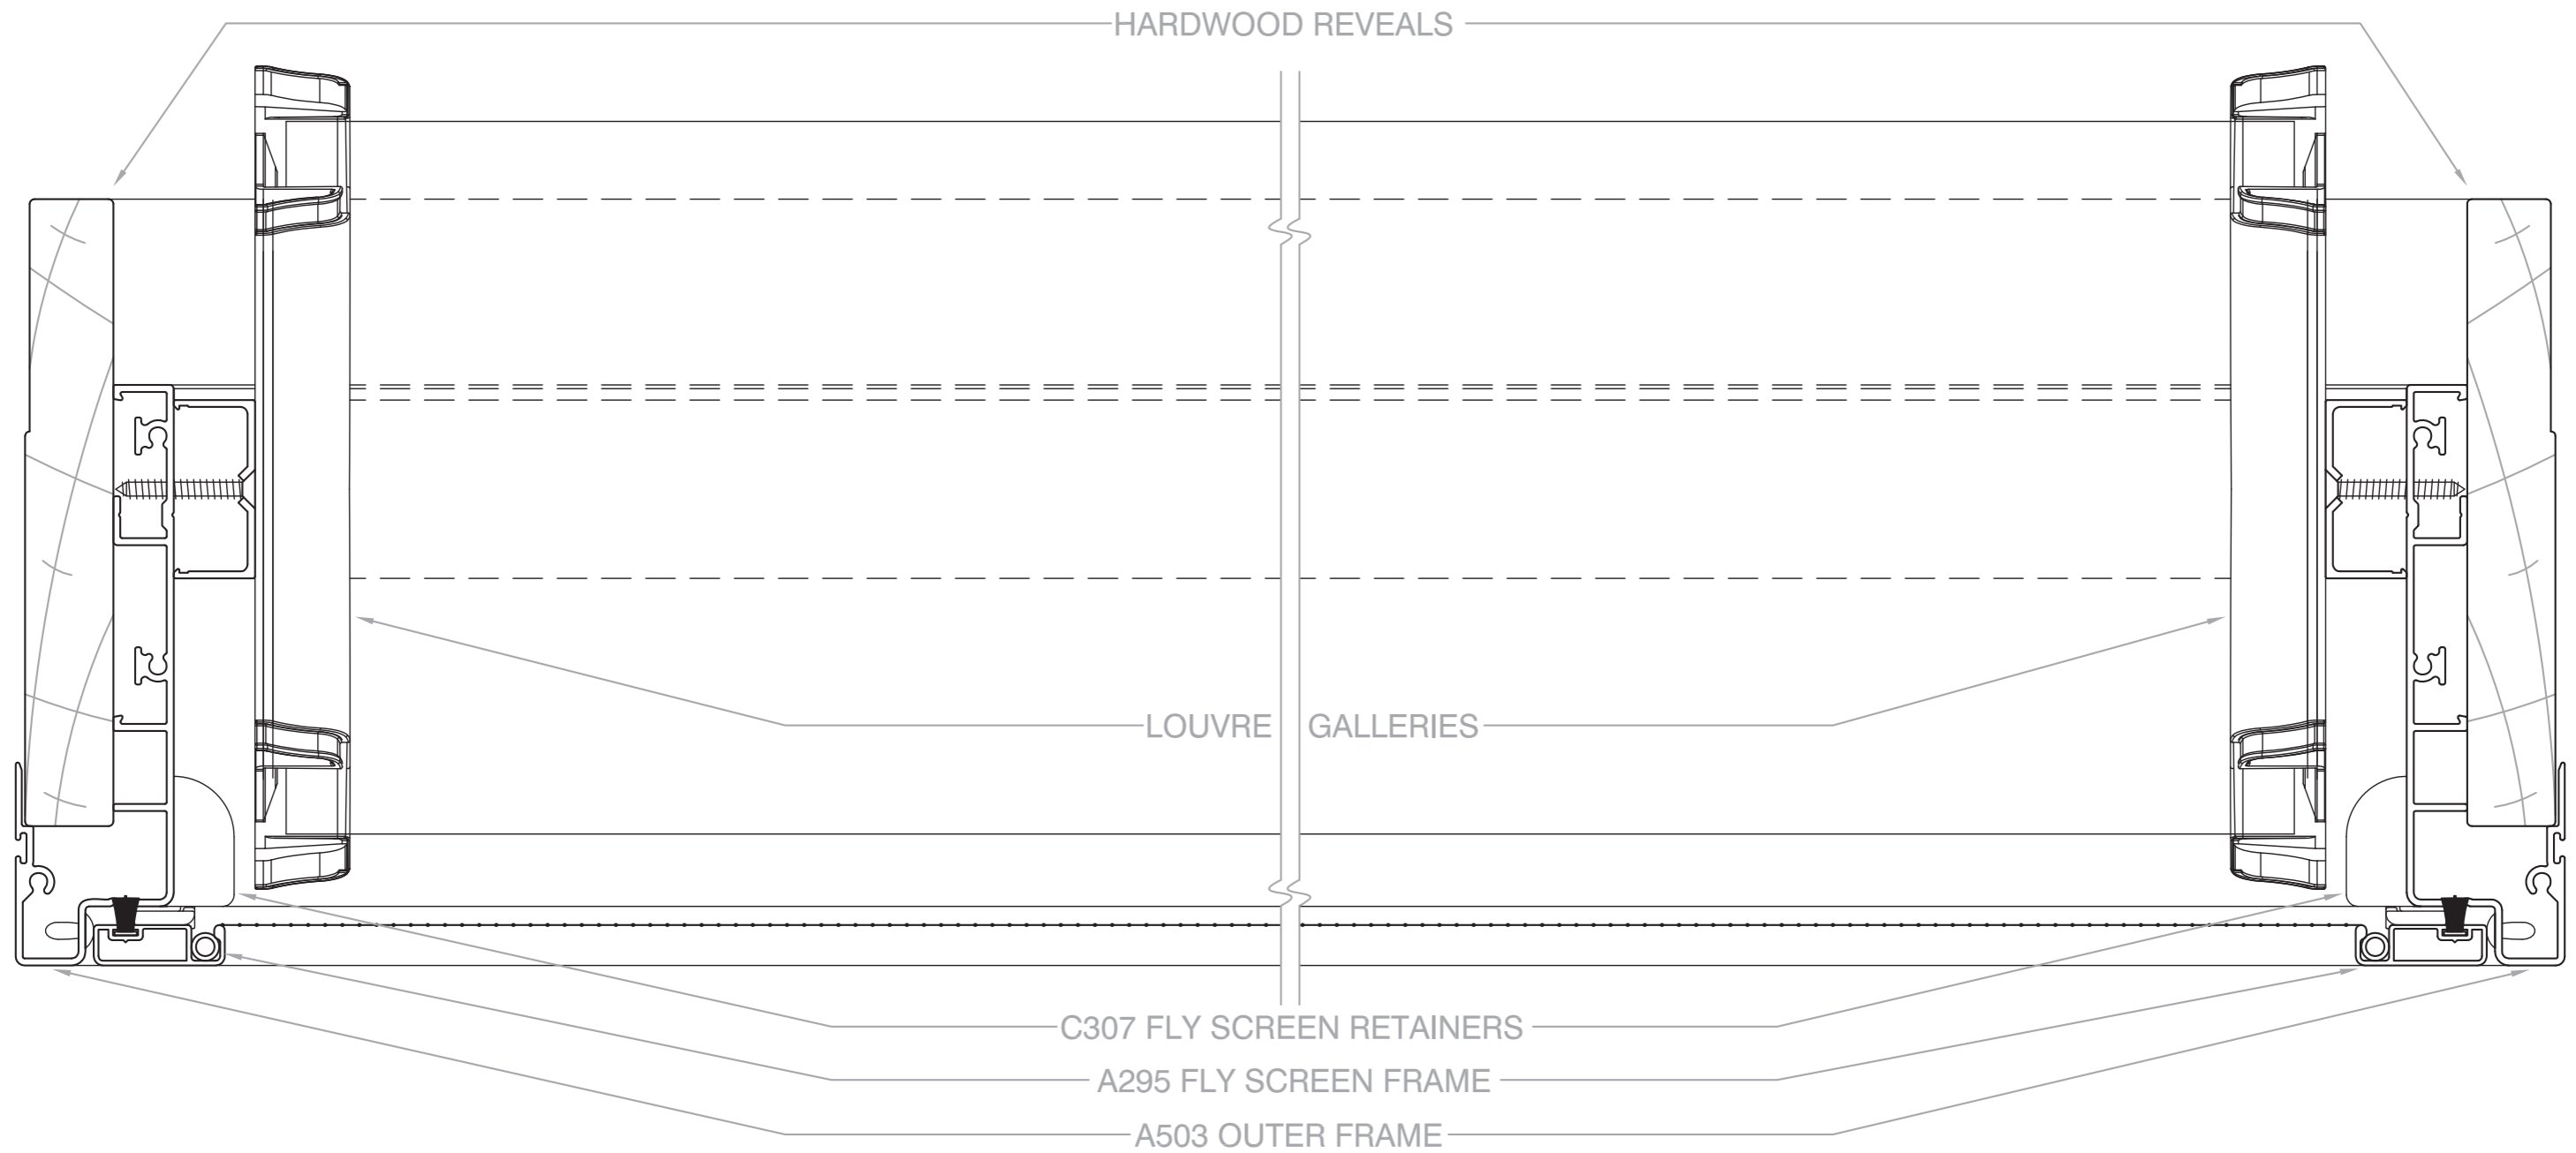 HARDWOOD REVEALS
LOUVRE GALLERIES
C307 FLY SCREEN RETAINERS
A295 FLY SCREEN FRAME
A503 OUTER FRAME